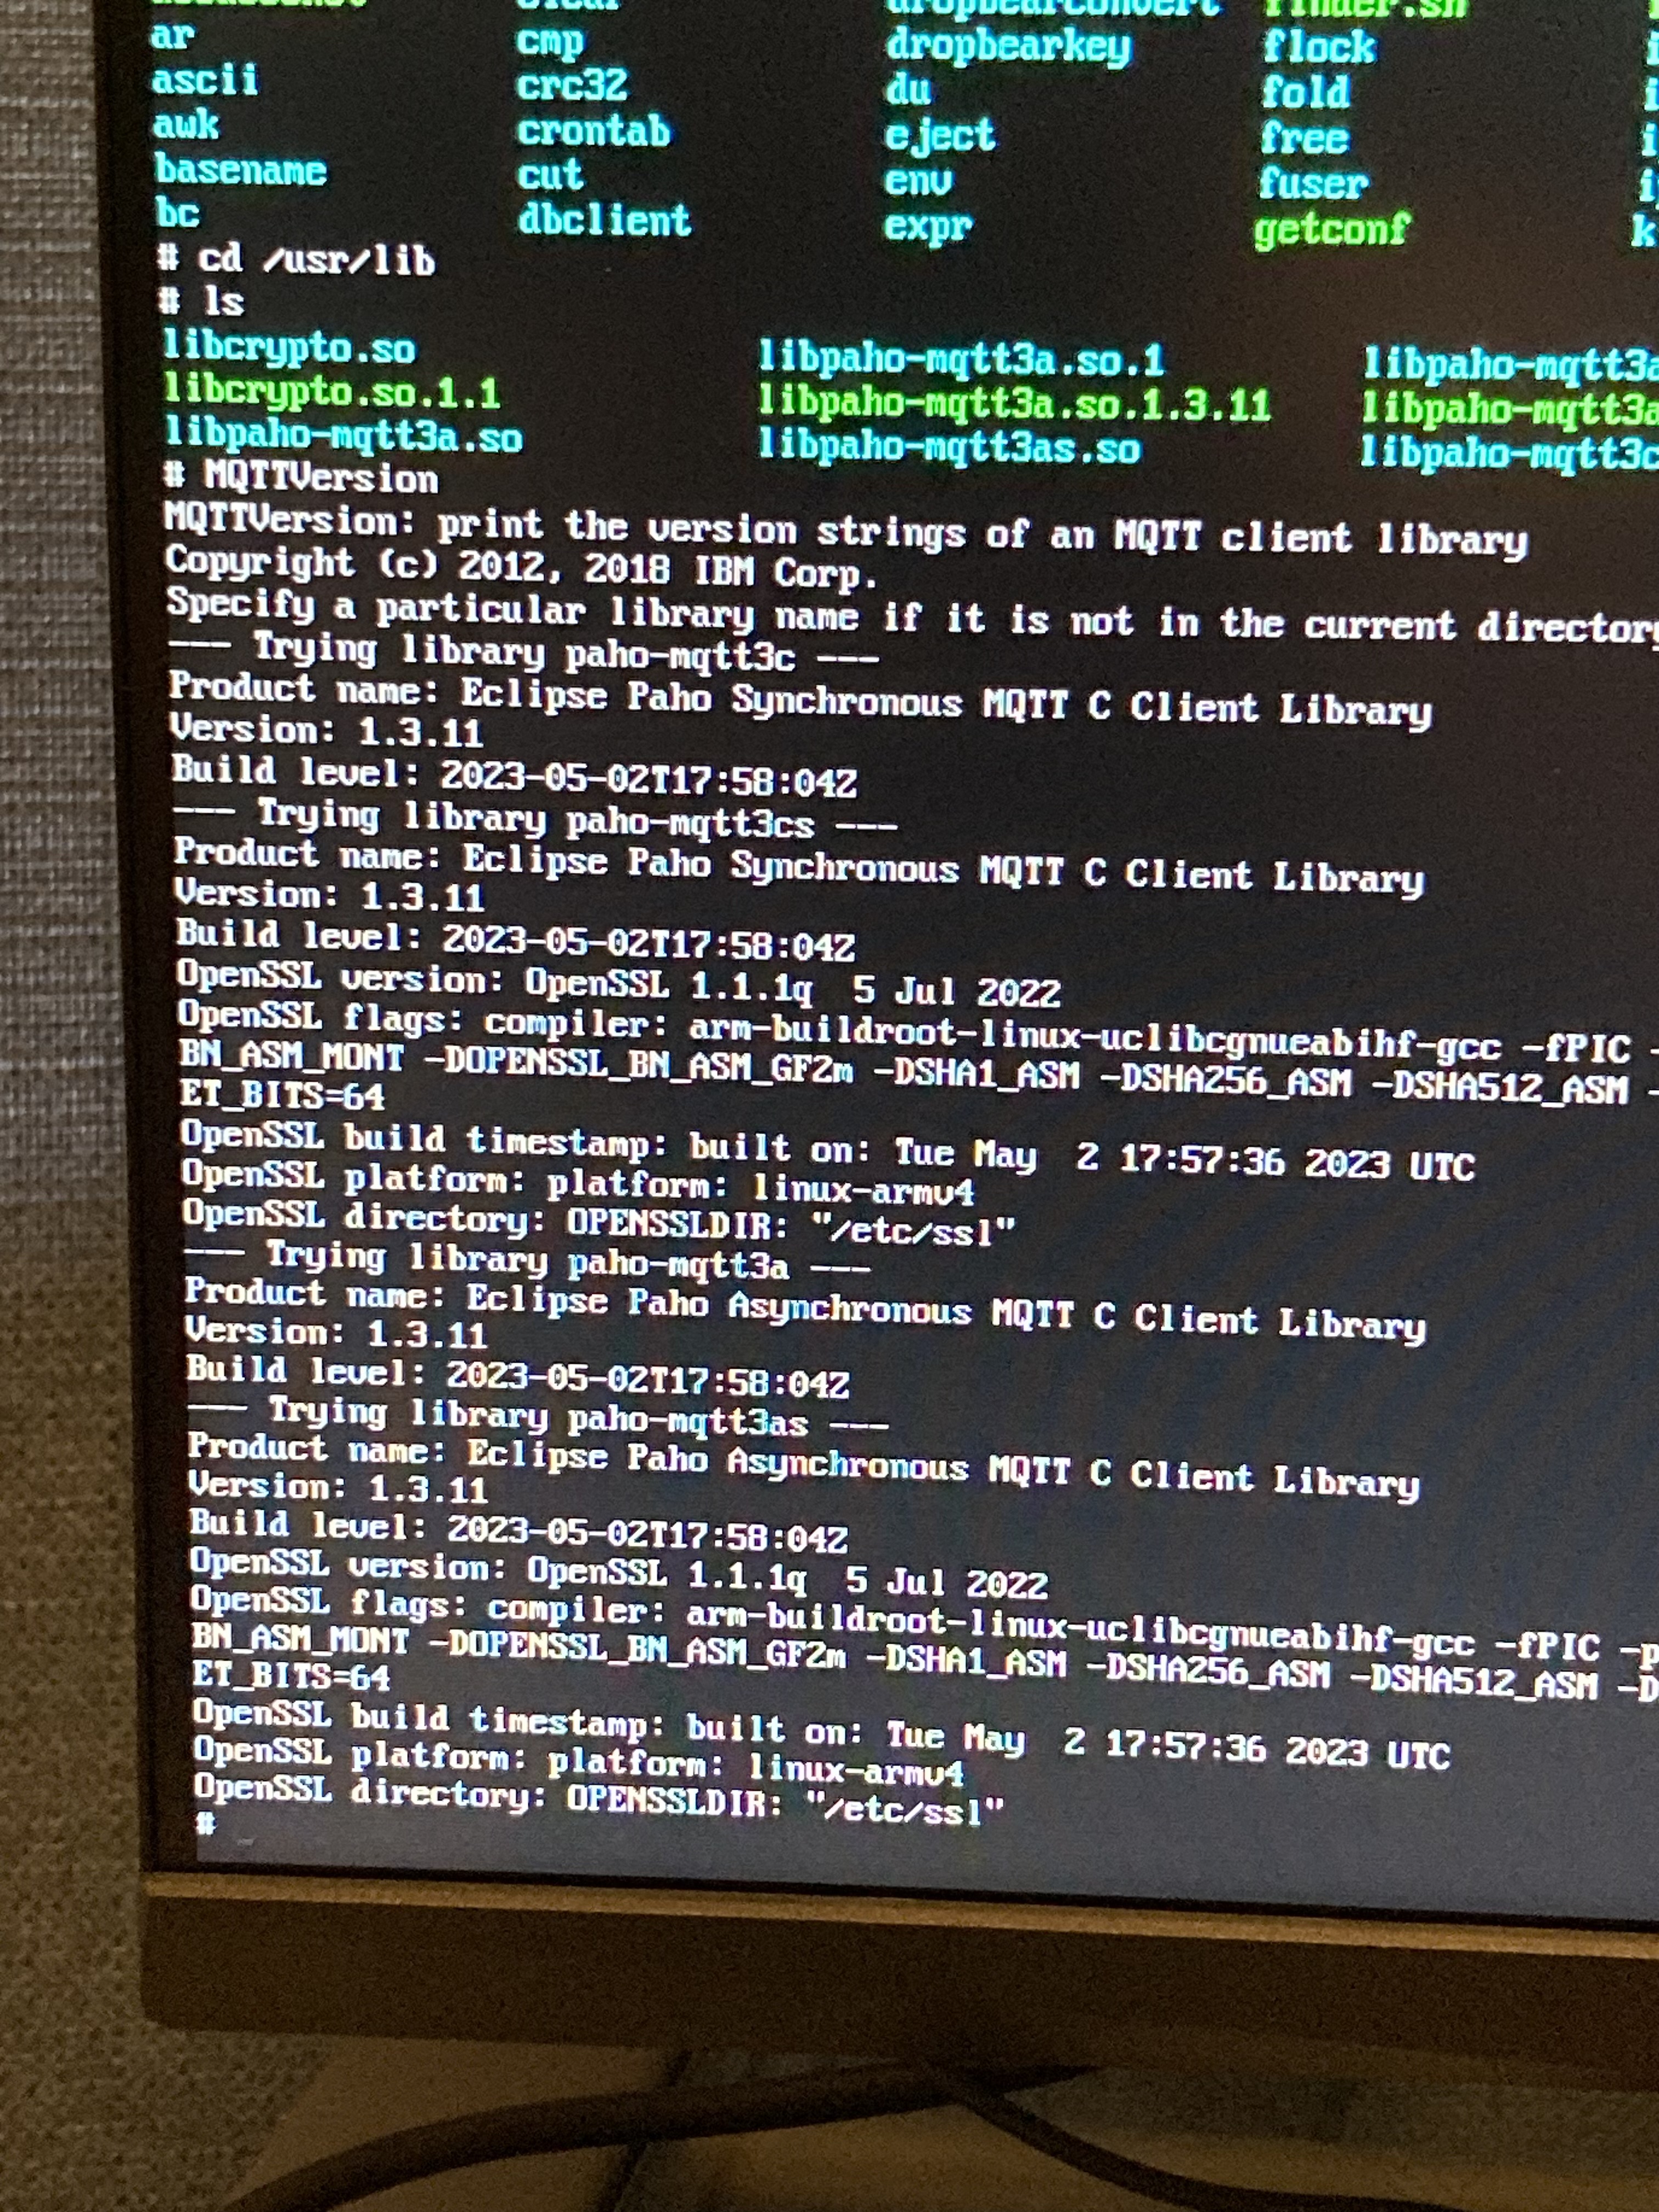 dropbearconvert finder.sh
ar cmp dropbearkey flock
ascii crc32 du fold
awk crontab eject free
basename cut env fuser
bc dbclient expr getconf k
# cd /usr/lib
# ls
libcrypto.so libpaho-mqtt3a.so.1 libpaho-mqtt3a
libcrypto.so.1.1 libpaho-mqtt3a.so.1.3.11 libpaho-mqtt3a
libpaho-mqtt3a.so libpaho-mqtt3as.so libpaho-mqtt3c
# MQTTVersion
MQTTVersion: print the version strings of an MQTT client library
Copyright (c) 2012, 2018 IBM Corp.
Specify a particular library name if it is not in the current directory
--- Trying library paho-mqtt3c ---
Product name: Eclipse Paho Synchronous MQTT C Client Library
Version: 1.3.11
Build level: 2023-05-02T17:58:04Z
--- Trying library paho-mqtt3cs ---
Product name: Eclipse Paho Synchronous MQTT C Client Library
Version: 1.3.11
Build level: 2023-05-02T17:58:04Z
OpenSSL version: OpenSSL 1.1.1q  5 Jul 2022
OpenSSL flags: compiler: arm-buildroot-linux-uclibcgnueabihf-gcc -fPIC -
BN_ASM_MONT -DOPENSSL_BN_ASM_GF2m -DSHA1_ASM -DSHA256_ASM -DSHA512_ASM -
ET_BITS=64
OpenSSL build timestamp: built on: Tue May  2 17:57:36 2023 UTC
OpenSSL platform: platform: linux-armv4
OpenSSL directory: OPENSSLDIR: "/etc/ssl"
--- Trying library paho-mqtt3a ---
Product name: Eclipse Paho Asynchronous MQTT C Client Library
Version: 1.3.11
Build level: 2023-05-02T17:58:04Z
--- Trying library paho-mqtt3as ---
Product name: Eclipse Paho Asynchronous MQTT C Client Library
Version: 1.3.11
Build level: 2023-05-02T17:58:04Z
OpenSSL version: OpenSSL 1.1.1q  5 Jul 2022
OpenSSL flags: compiler: arm-buildroot-linux-uclibcgnueabihf-gcc -fPIC -p
BN_ASM_MONT -DOPENSSL_BN_ASM_GF2m -DSHA1_ASM -DSHA256_ASM -DSHA512_ASM -D
ET_BITS=64
OpenSSL build timestamp: built on: Tue May  2 17:57:36 2023 UTC
OpenSSL platform: platform: linux-armv4
OpenSSL directory: OPENSSLDIR: "/etc/ssl"
#